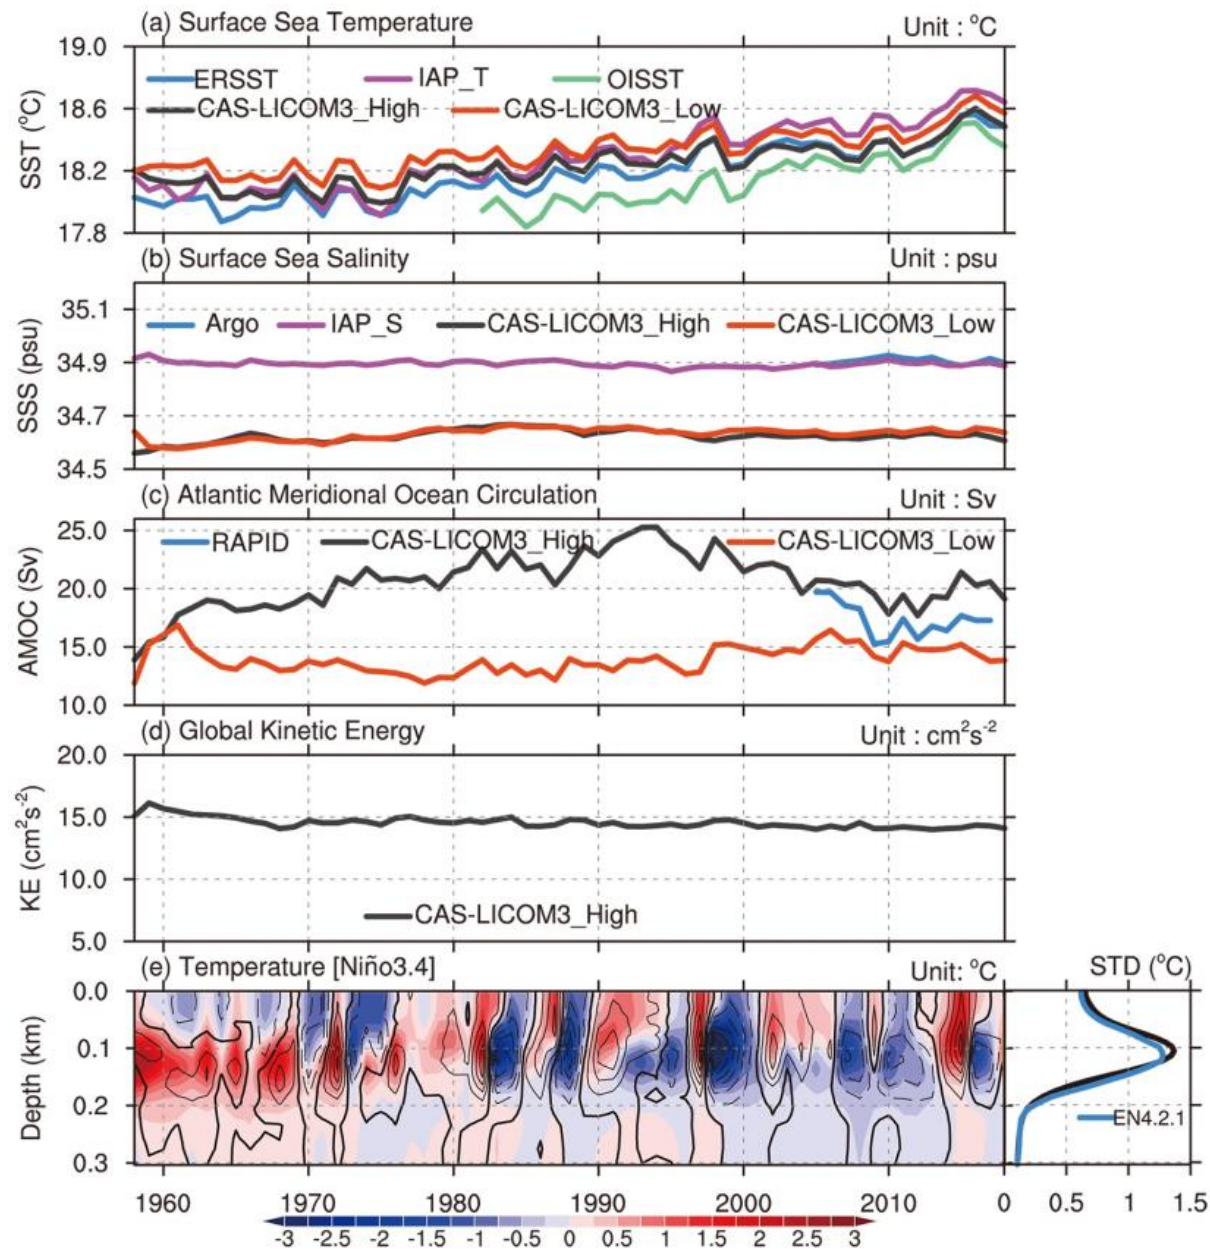 (a) Surface Sea Temperature Unit : °C
19.0
ERSST IAP_T OISST
18.6
CAS-LICOM3_High CAS-LICOM3_Low
SST (°C)
18.2
17.8
(b) Surface Sea Salinity Unit : psu
35.1
Argo IAP_S CAS-LICOM3_High CAS-LICOM3_Low
SSS (psu)
34.9
34.7
34.5
(c) Atlantic Meridional Ocean Circulation Unit : Sv
25.0
RAPID CAS-LICOM3_High CAS-LICOM3_Low
AMOC (Sv)
20.0
15.0
10.0
(d) Global Kinetic Energy Unit : cm²s⁻²
20.0
KE (cm²s⁻²)
15.0
10.0
CAS-LICOM3_High
5.0
(e) Temperature [Niño3.4] Unit: °C STD (°C)
0.0
Depth (km)
0.1
0.2
EN4.2.1
0.3
1960 1970 1980 1990 2000 2010 0 0.5 1 1.5
-3 -2.5 -2 -1.5 -1 -0.5 0 0.5 1 1.5 2 2.5 3